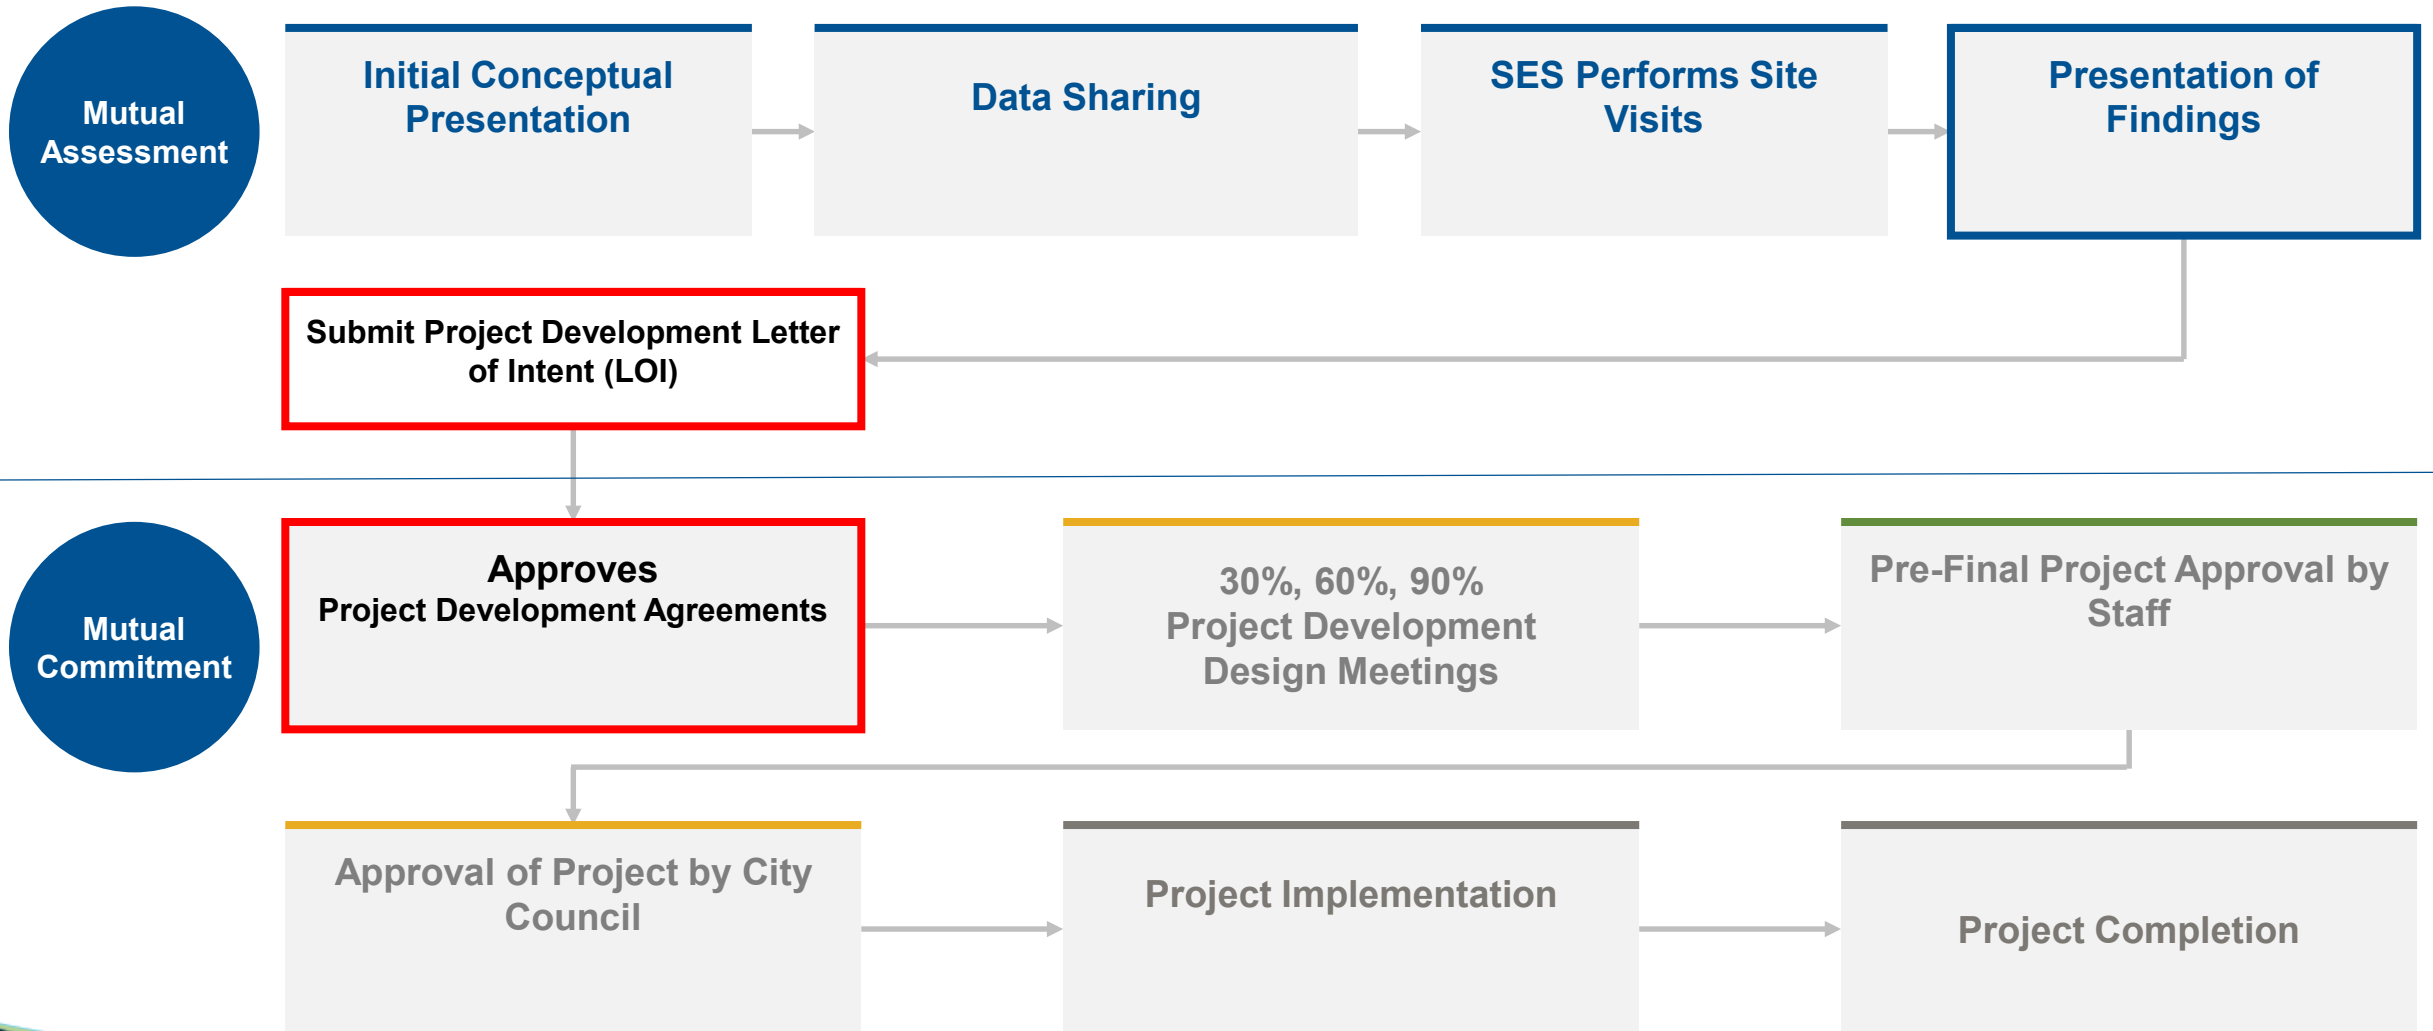 Mutual
Assessment
Initial Conceptual
Presentation
Data Sharing
SES Performs Site
Visits
Presentation of
Findings
Submit Project Development Letter
of Intent (LOI)
Mutual
Commitment
Approves
Project Development Agreements
30%, 60%, 90%
Project Development
Design Meetings
Pre-Final Project Approval by
Staff
Approval of Project by City
Council
Project Implementation
Project Completion